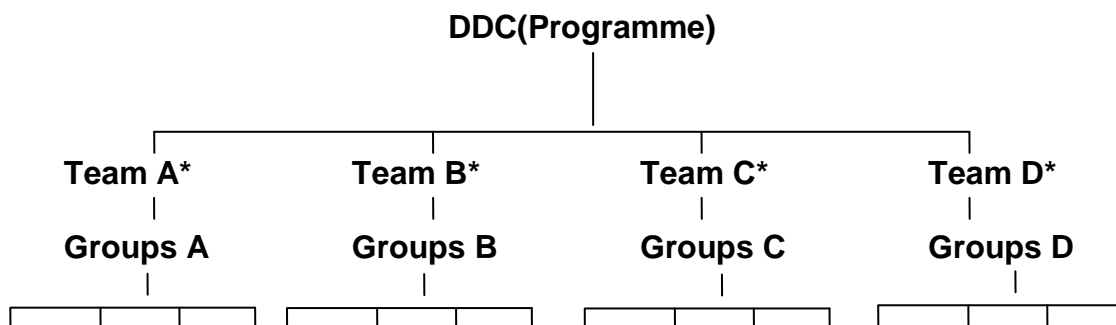 DDC(Programme)
Team A* Team B* Team C* Team D*
Groups A Groups B Groups C Groups D